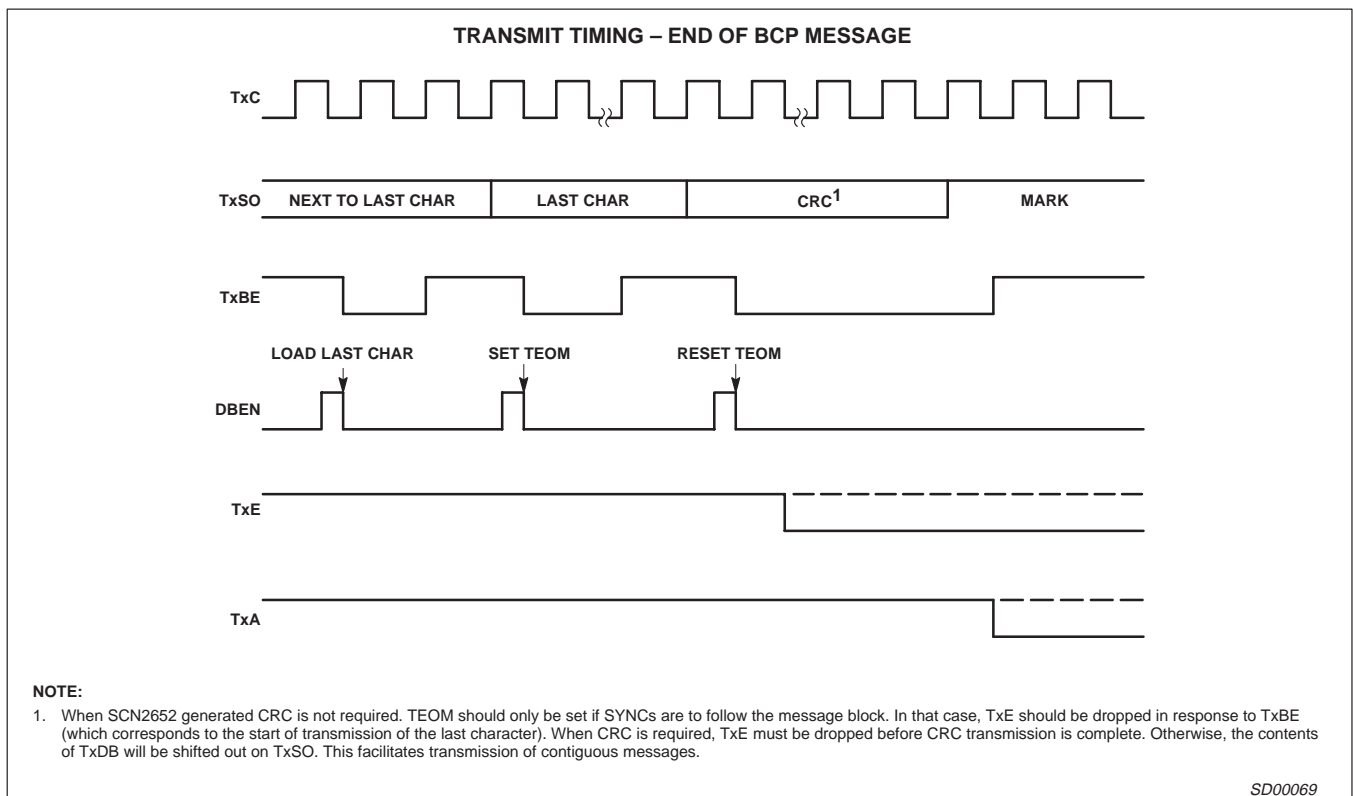 TRANSMIT TIMING – END OF BCP MESSAGE
TxC
TxSO NEXT TO LAST CHAR LAST CHAR CRC1 MARK
TxBE
LOAD LAST CHAR SET TEOM RESET TEOM
DBEN
TxE
TxA
NOTE:
1. When SCN2652 generated CRC is not required. TEOM should only be set if SYNCs are to follow the message block. In that case, TxE should be dropped in response to TxBE
(which corresponds to the start of transmission of the last character). When CRC is required, TxE must be dropped before CRC transmission is complete. Otherwise, the contents
of TxDB will be shifted out on TxSO. This facilitates transmission of contiguous messages.
SD00069